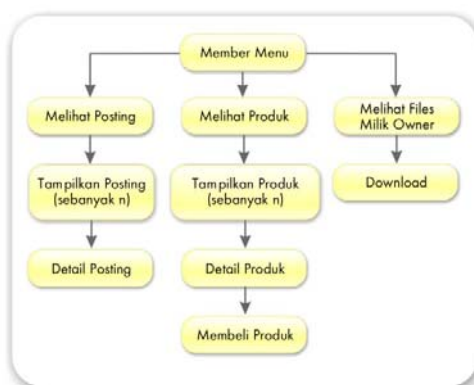 Member Menu
Melihat Posting
Melihat Produk
Melihat Files
Milik Owner
Tampilkan Posting
(sebanyak n)
Tampilkan Produk
(sebanyak n)
Download
Detail Posting
Detail Produk
Membeli Produk